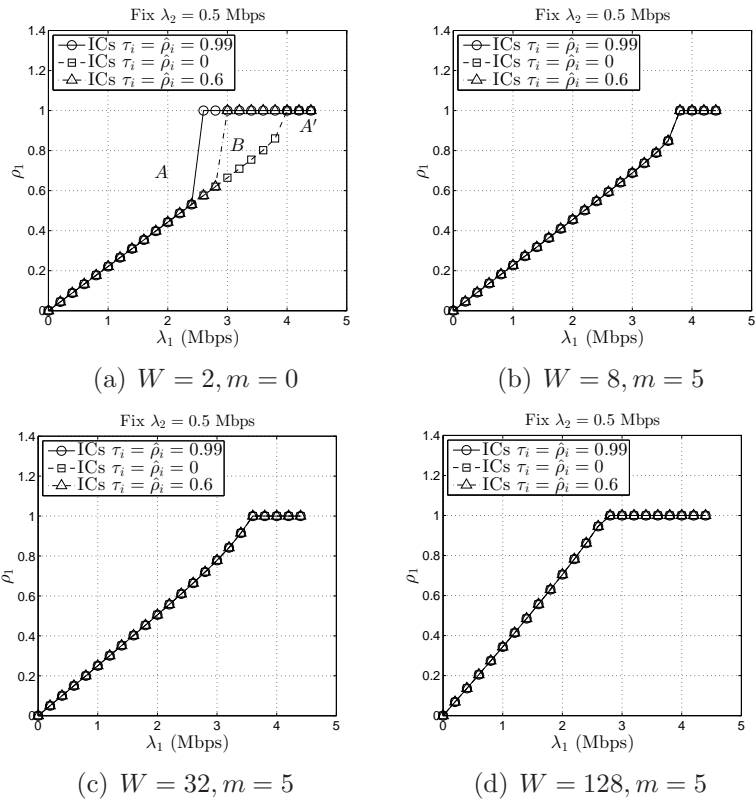 Fix λ₂ = 0.5 Mbps
1.4
1.2
1
0.8
0.6
0.4
0.2
0
ρ₁
ICs τᵢ = ρ̂ᵢ = 0.99
ICs τᵢ = ρ̂ᵢ = 0
ICs τᵢ = ρ̂ᵢ = 0.6
A
B
A′
0 1 2 3 4 5
λ₁ (Mbps)
(a) W = 2, m = 0
Fix λ₂ = 0.5 Mbps
1.4
1.2
1
0.8
0.6
0.4
0.2
0
ρ₁
ICs τᵢ = ρ̂ᵢ = 0.99
ICs τᵢ = ρ̂ᵢ = 0
ICs τᵢ = ρ̂ᵢ = 0.6
0 1 2 3 4 5
λ₁ (Mbps)
(b) W = 8, m = 5
Fix λ₂ = 0.5 Mbps
1.4
1.2
1
0.8
0.6
0.4
0.2
0
ρ₁
ICs τᵢ = ρ̂ᵢ = 0.99
ICs τᵢ = ρ̂ᵢ = 0
ICs τᵢ = ρ̂ᵢ = 0.6
0 1 2 3 4 5
λ₁ (Mbps)
(c) W = 32, m = 5
Fix λ₂ = 0.5 Mbps
1.4
1.2
1
0.8
0.6
0.4
0.2
0
ρ₁
ICs τᵢ = ρ̂ᵢ = 0.99
ICs τᵢ = ρ̂ᵢ = 0
ICs τᵢ = ρ̂ᵢ = 0.6
0 1 2 3 4 5
λ₁ (Mbps)
(d) W = 128, m = 5